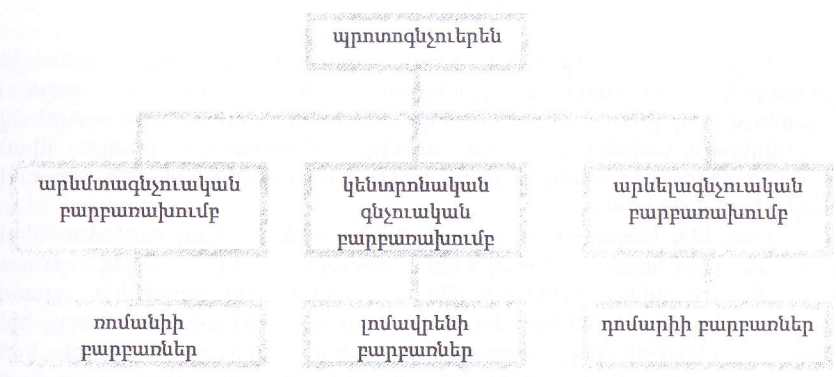 պրոտոգնչուերեն
արևմտագնչուական
բարբառախումբ
կենտրոնական
գնչուական
բարբառախումբ
արևելագնչուական
բարբառախումբ
ռոմանիի
բարբառներ
լոմավրենի
բարբառներ
դոմարիի բարբառներ